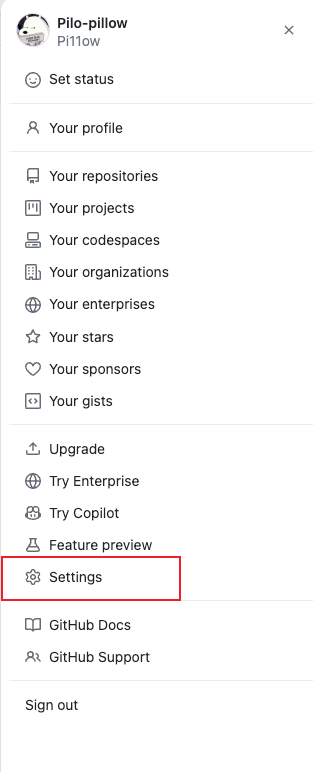 Pilo-pillow
Pi11ow
Set status
Your profile
Your repositories
Your projects
Your codespaces
Your organizations
Your enterprises
Your stars
Your sponsors
Your gists
Upgrade
Try Enterprise
Try Copilot
Feature preview
Settings
GitHub Docs
GitHub Support
Sign out